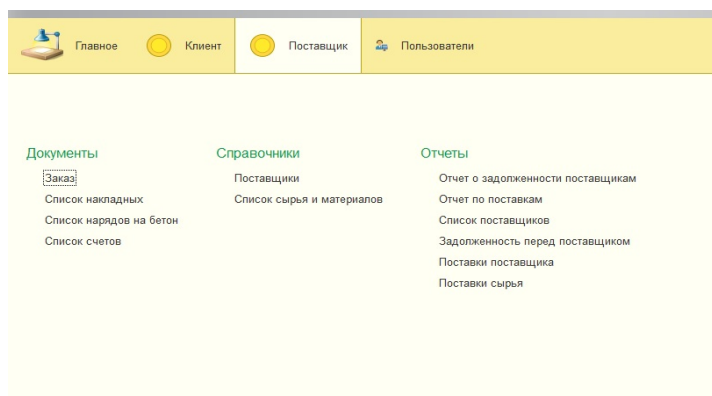 Главное
Клиент
Поставщик
Пользователи
Документы
Заказ
Список накладных
Список нарядов на бетон
Список счетов
Справочники
Поставщики
Список сырья и материалов
Отчеты
Отчет о задолженности поставщикам
Отчет по поставкам
Список поставщиков
Задолженность перед поставщиком
Поставки поставщика
Поставки сырья